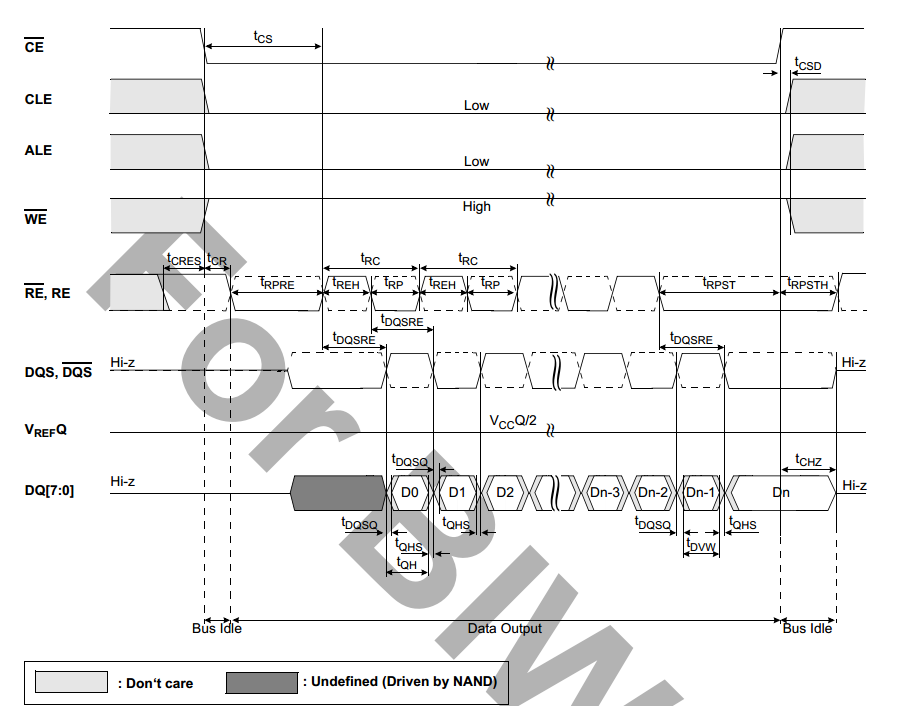 tCS
CE
tCSD
CLE
Low
ALE
Low
WE
High
tCRES tCR tRC tRC
RE, RE
tRPRE tREH tRP tREH tRP tRPST tRPSTH
tDQSRE
tDQSRE tDQSRE
Hi-z Hi-z
DQS, DQS
VCCQ/2
VREFQ
tDQSQ tCHZ
DQ[7:0] Hi-z D0 D1 D2 Dn-3 Dn-2 Dn-1 Dn Hi-z
tDQSQ tQHS tDQSQ tQHS
tQHS tDVW
tQH
Bus Idle Data Output Bus Idle
: Don't care : Undefined (Driven by NAND)
For BIW